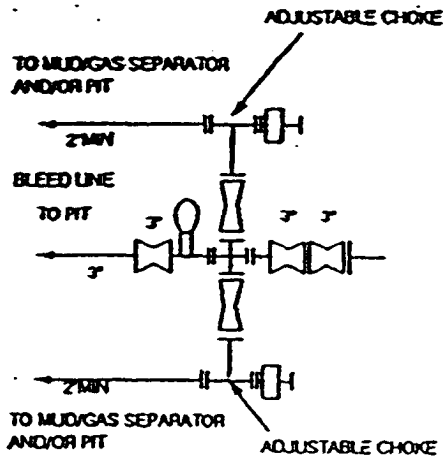 ADJUSTABLE CHOKE
TO MUD/GAS SEPARATOR
AND/OR PIT
2" MIN
BLEED LINE
TO PIT
3"
3" 3"
3"
2" MIN
TO MUD/GAS SEPARATOR
AND/OR PIT
ADJUSTABLE CHOKE